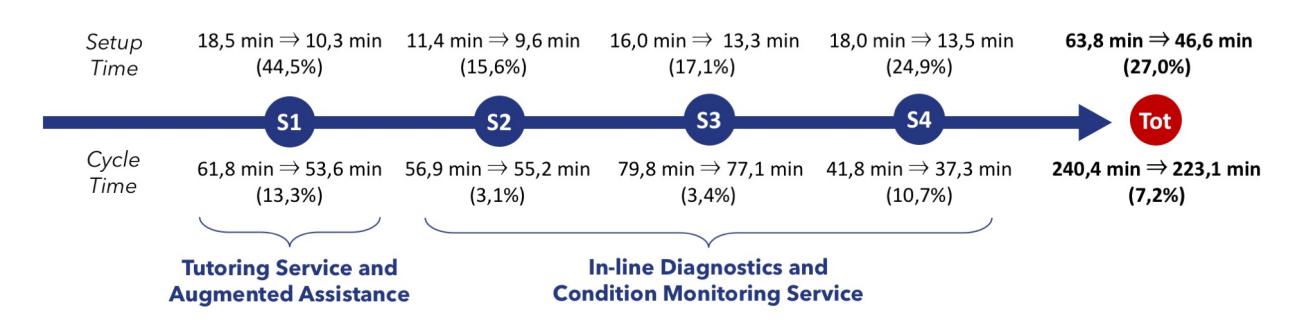 Setup
Time
18,5 min ⇒ 10,3 min
(44,5%)
11,4 min ⇒ 9,6 min
(15,6%)
16,0 min ⇒ 13,3 min
(17,1%)
18,0 min ⇒ 13,5 min
(24,9%)
63,8 min ⇒ 46,6 min
(27,0%)
S1
S2
S3
S4
Tot
Cycle
Time
61,8 min ⇒ 53,6 min
(13,3%)
56,9 min ⇒ 55,2 min
(3,1%)
79,8 min ⇒ 77,1 min
(3,4%)
41,8 min ⇒ 37,3 min
(10,7%)
240,4 min ⇒ 223,1 min
(7,2%)
Tutoring Service and
Augmented Assistance
In-line Diagnostics and
Condition Monitoring Service